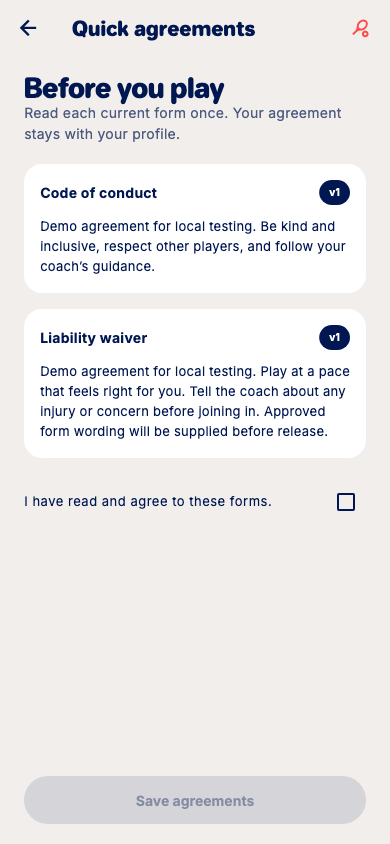 Quick agreements
Before you play
Read each current form once. Your agreement
stays with your profile.
Code of conduct
v1
Demo agreement for local testing. Be kind and
inclusive, respect other players, and follow your
coach's guidance.
Liability waiver
v1
Demo agreement for local testing. Play at a pace
that feels right for you. Tell the coach about any
injury or concern before joining in. Approved
form wording will be supplied before release.
I have read and agree to these forms.
Save agreements